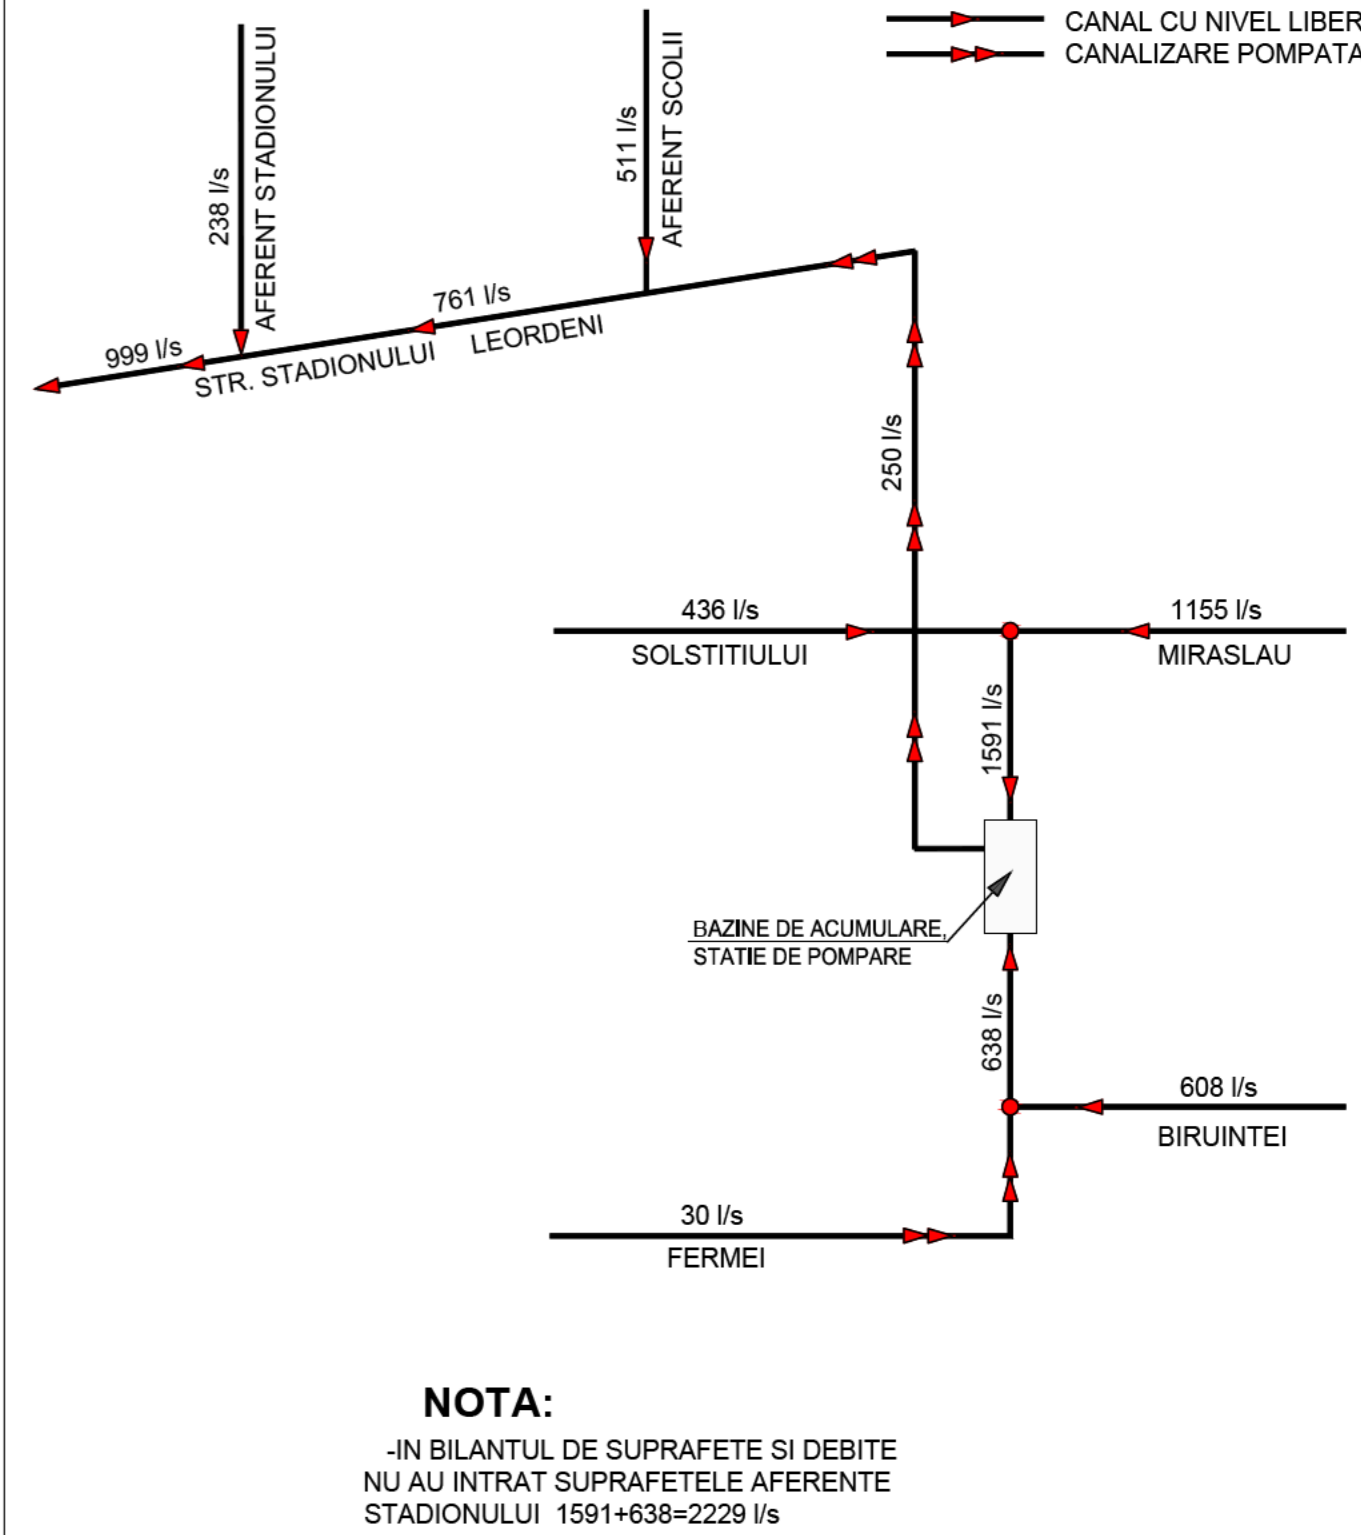 CANAL CU NIVEL LIBER
CANALIZARE POMPATA
238 l/s
AFERENT STADIONULUI
511 l/s
AFERENT SCOLII
761 l/s
LEORDENI
999 l/s
STR. STADIONULUI
250 l/s
436 l/s
SOLSTITIULUI
1155 l/s
MIRASLAU
1591 l/s
BAZINE DE ACUMULARE,
STATIE DE POMPARE
638 l/s
608 l/s
BIRUINTEI
30 l/s
FERMEI
NOTA:
-IN BILANTUL DE SUPRAFETE SI DEBITE
NU AU INTRAT SUPRAFETELE AFERENTE
STADIONULUI 1591+638=2229 l/s